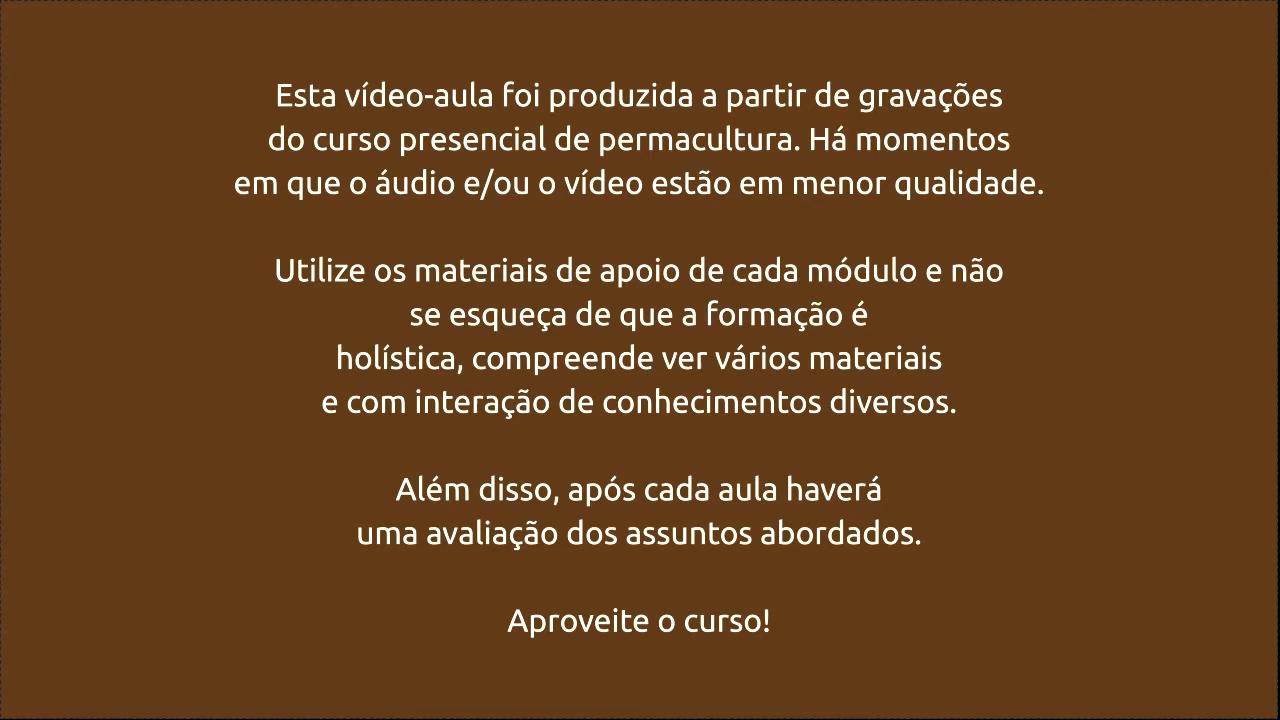 Esta vídeo-aula foi produzida a partir de gravações
do curso presencial de permacultura. Há momentos
em que o áudio e/ou o vídeo estão em menor qualidade.
Utilize os materiais de apoio de cada módulo e não
se esqueça de que a formação é
holística, compreende ver vários materiais
e com interação de conhecimentos diversos.
Além disso, após cada aula haverá
uma avaliação dos assuntos abordados.
Aproveite o curso!